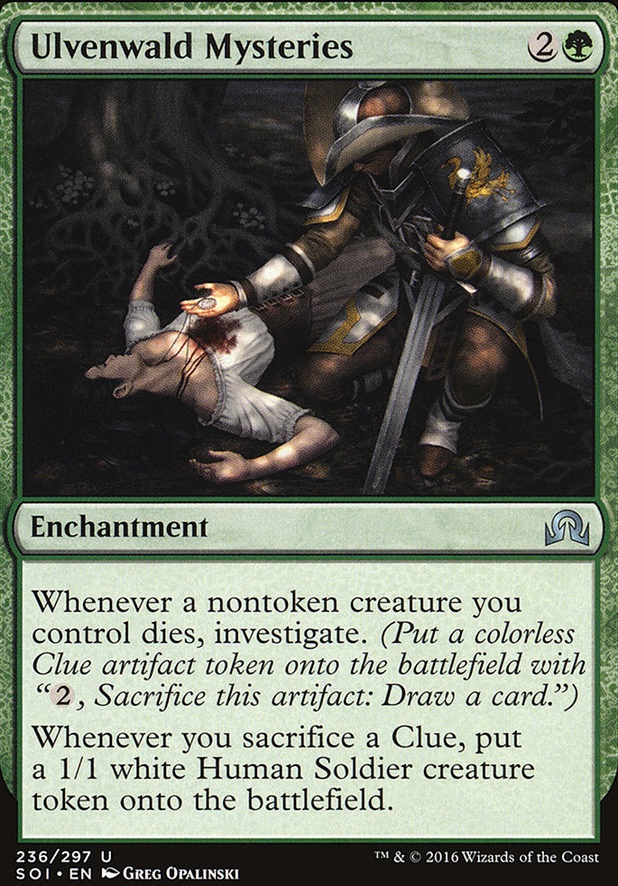 Ulvenwald Mysteries 2
Enchantment
Whenever a nontoken creature you
control dies, investigate. (Put a colorless
Clue artifact token onto the battlefield with
“2, Sacrifice this artifact: Draw a card.”)
Whenever you sacrifice a Clue, put
a 1/1 white Human Soldier creature
token onto the battlefield.
236/297 U
SOI • EN Greg Opalinski
™ & © 2016 Wizards of the Coast